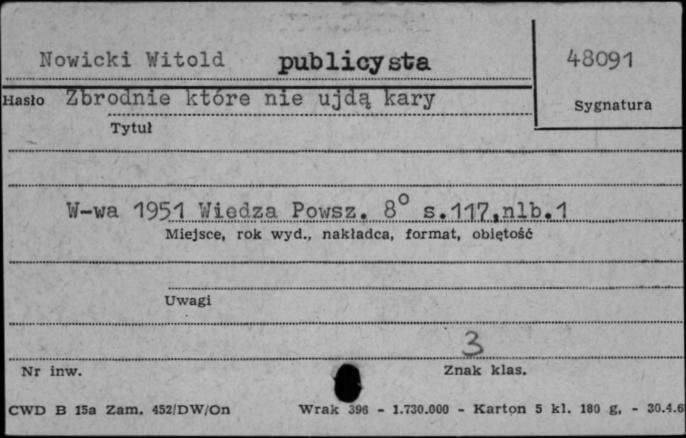 Nowicki Witold publicysta 48091
Hasło Zbrodnie które nie ujdą kary Sygnatura
Tytuł
W-wa 1951 Wiedza Powsz. 8° s.117,nlb.1
Miejsce, rok wyd., nakładca, format, objętość
Uwagi
3
Nr inw. Znak klas.
CWD B 15a Zam. 452/DW/On Wrak 396 - 1.730.000 - Karton 5 kl. 180 g, - 30.4.6